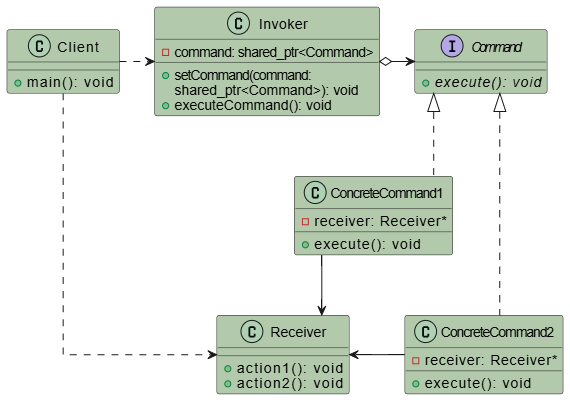 C Client
main(): void
C Invoker
command: shared_ptr<Command>
setCommand(command:
shared_ptr<Command>): void
executeCommand(): void
I Command
execute(): void
C ConcreteCommand1
receiver: Receiver*
execute(): void
C Receiver
action1(): void
action2(): void
C ConcreteCommand2
receiver: Receiver*
execute(): void